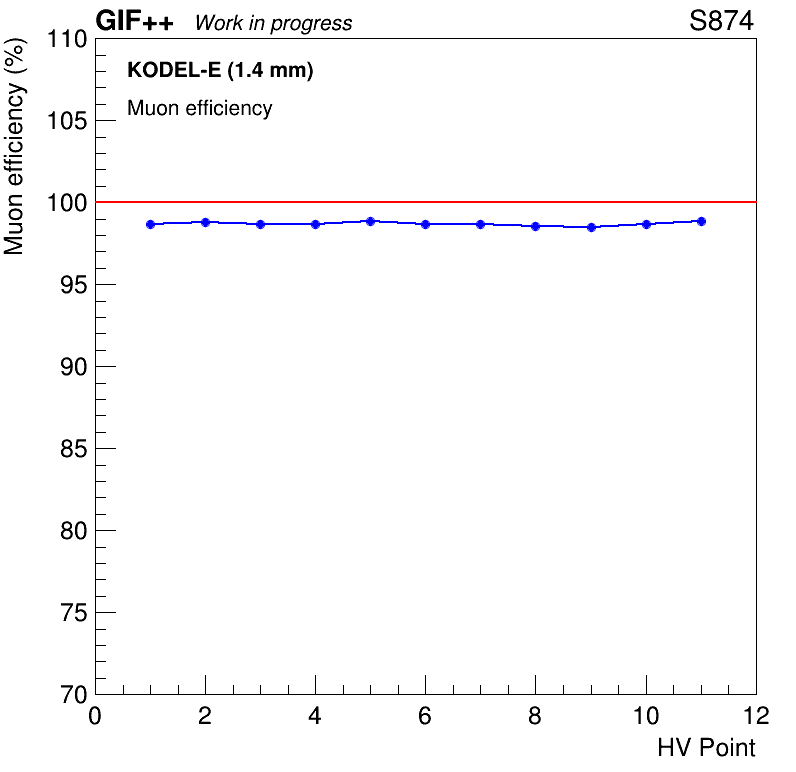 GIF++ Work in progress S874
Muon efficiency (%)
KODEL-E (1.4 mm)
Muon efficiency
110
105
100
95
90
85
80
75
70
0 2 4 6 8 10 12
HV Point